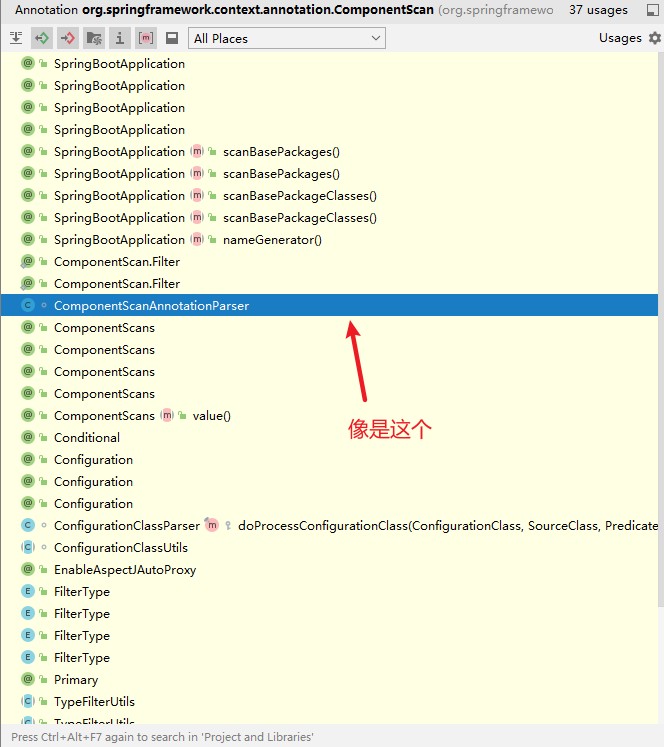 Annotation org.springframework.context.annotation.ComponentScan (org.springframewo 37 usages
All Places Usages
SpringBootApplication
SpringBootApplication
SpringBootApplication
SpringBootApplication
SpringBootApplication m scanBasePackages()
SpringBootApplication m scanBasePackages()
SpringBootApplication m scanBasePackageClasses()
SpringBootApplication m scanBasePackageClasses()
SpringBootApplication m nameGenerator()
ComponentScan.Filter
ComponentScan.Filter
ComponentScanAnnotationParser
ComponentScans
ComponentScans
ComponentScans
ComponentScans
ComponentScans m value()
像是这个
Conditional
Configuration
Configuration
Configuration
ConfigurationClassParser m doProcessConfigurationClass(ConfigurationClass, SourceClass, Predicate
ConfigurationClassUtils
EnableAspectJAutoProxy
FilterType
FilterType
FilterType
FilterType
Primary
TypeFilterUtils
TypeFilterUtils
Press Ctrl+Alt+F7 again to search in 'Project and Libraries'